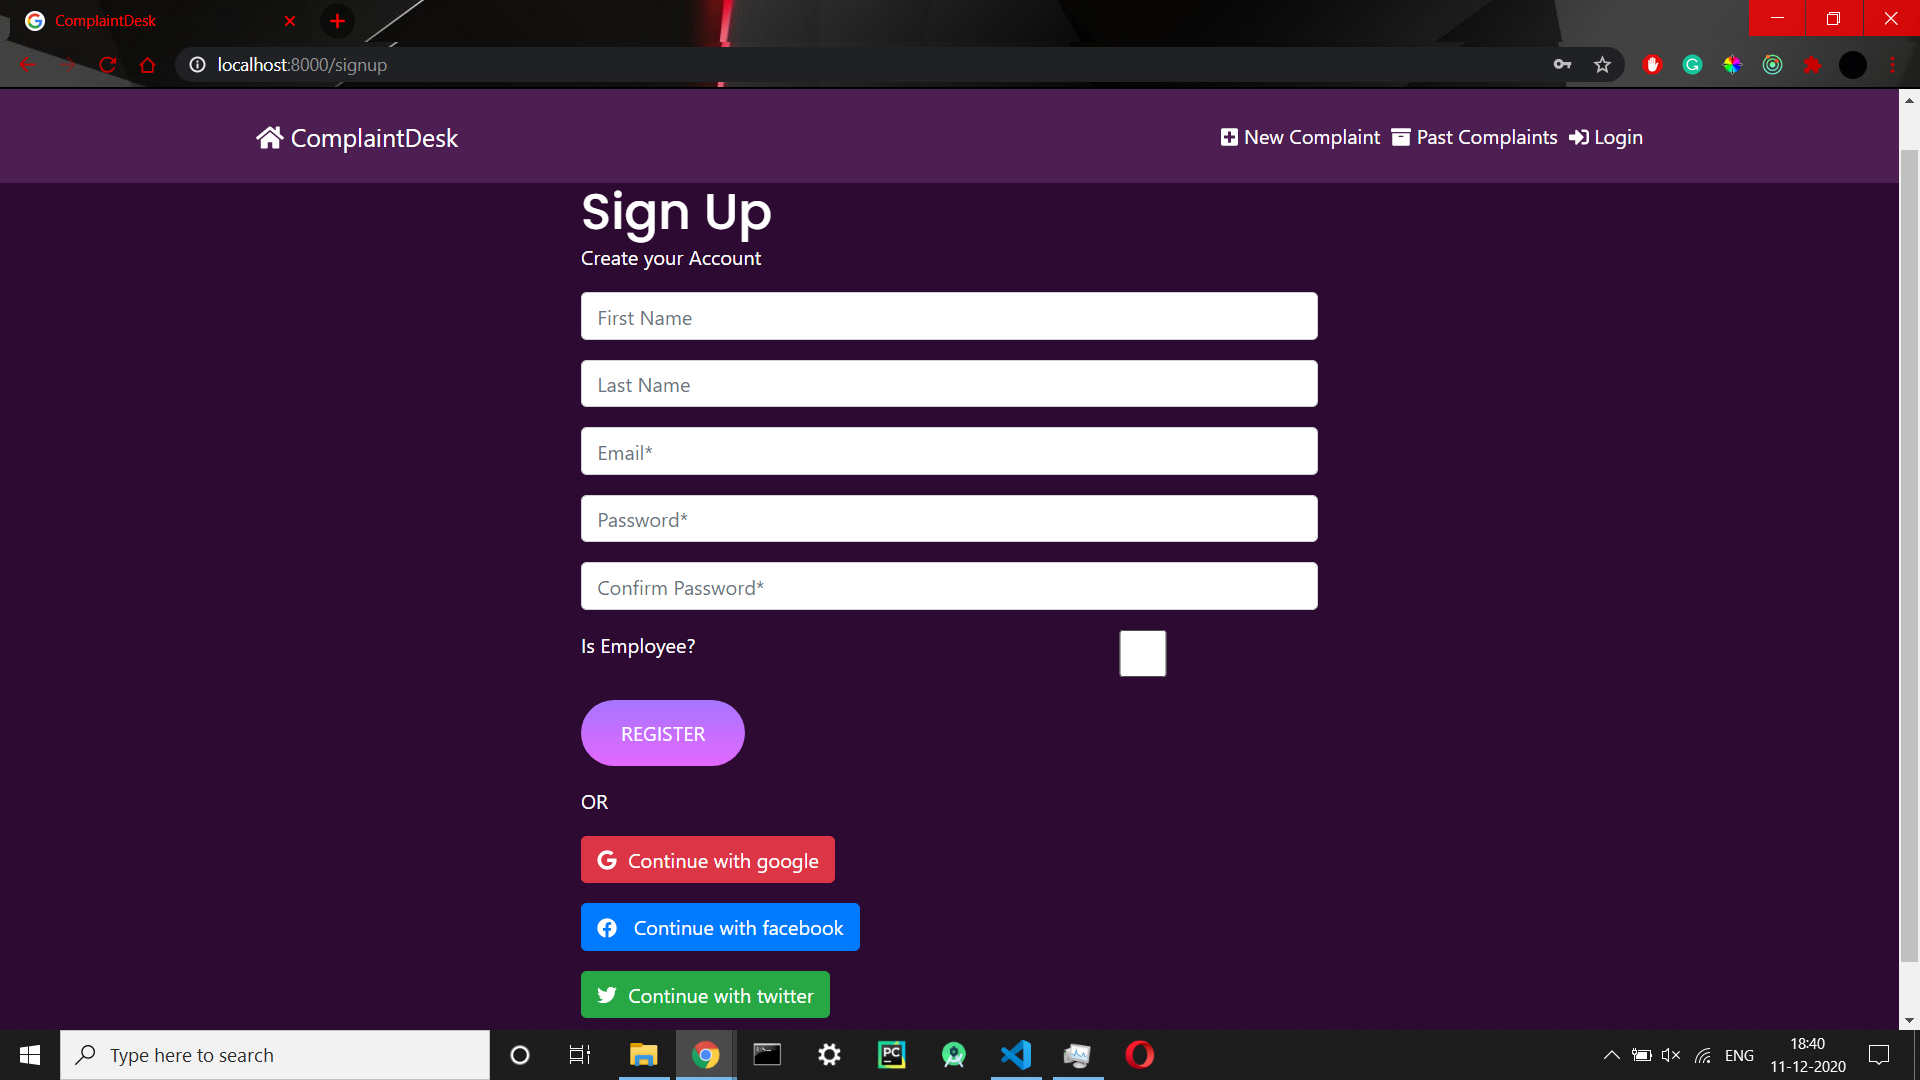 ComplaintDesk
localhost:8000/signup
ComplaintDesk
New Complaint Past Complaints Login
Sign Up
Create your Account
First Name
Last Name
Email*
Password*
Confirm Password*
Is Employee?
REGISTER
OR
Continue with google
Continue with facebook
Continue with twitter
Type here to search
PC
ENG
18:40
11-12-2020